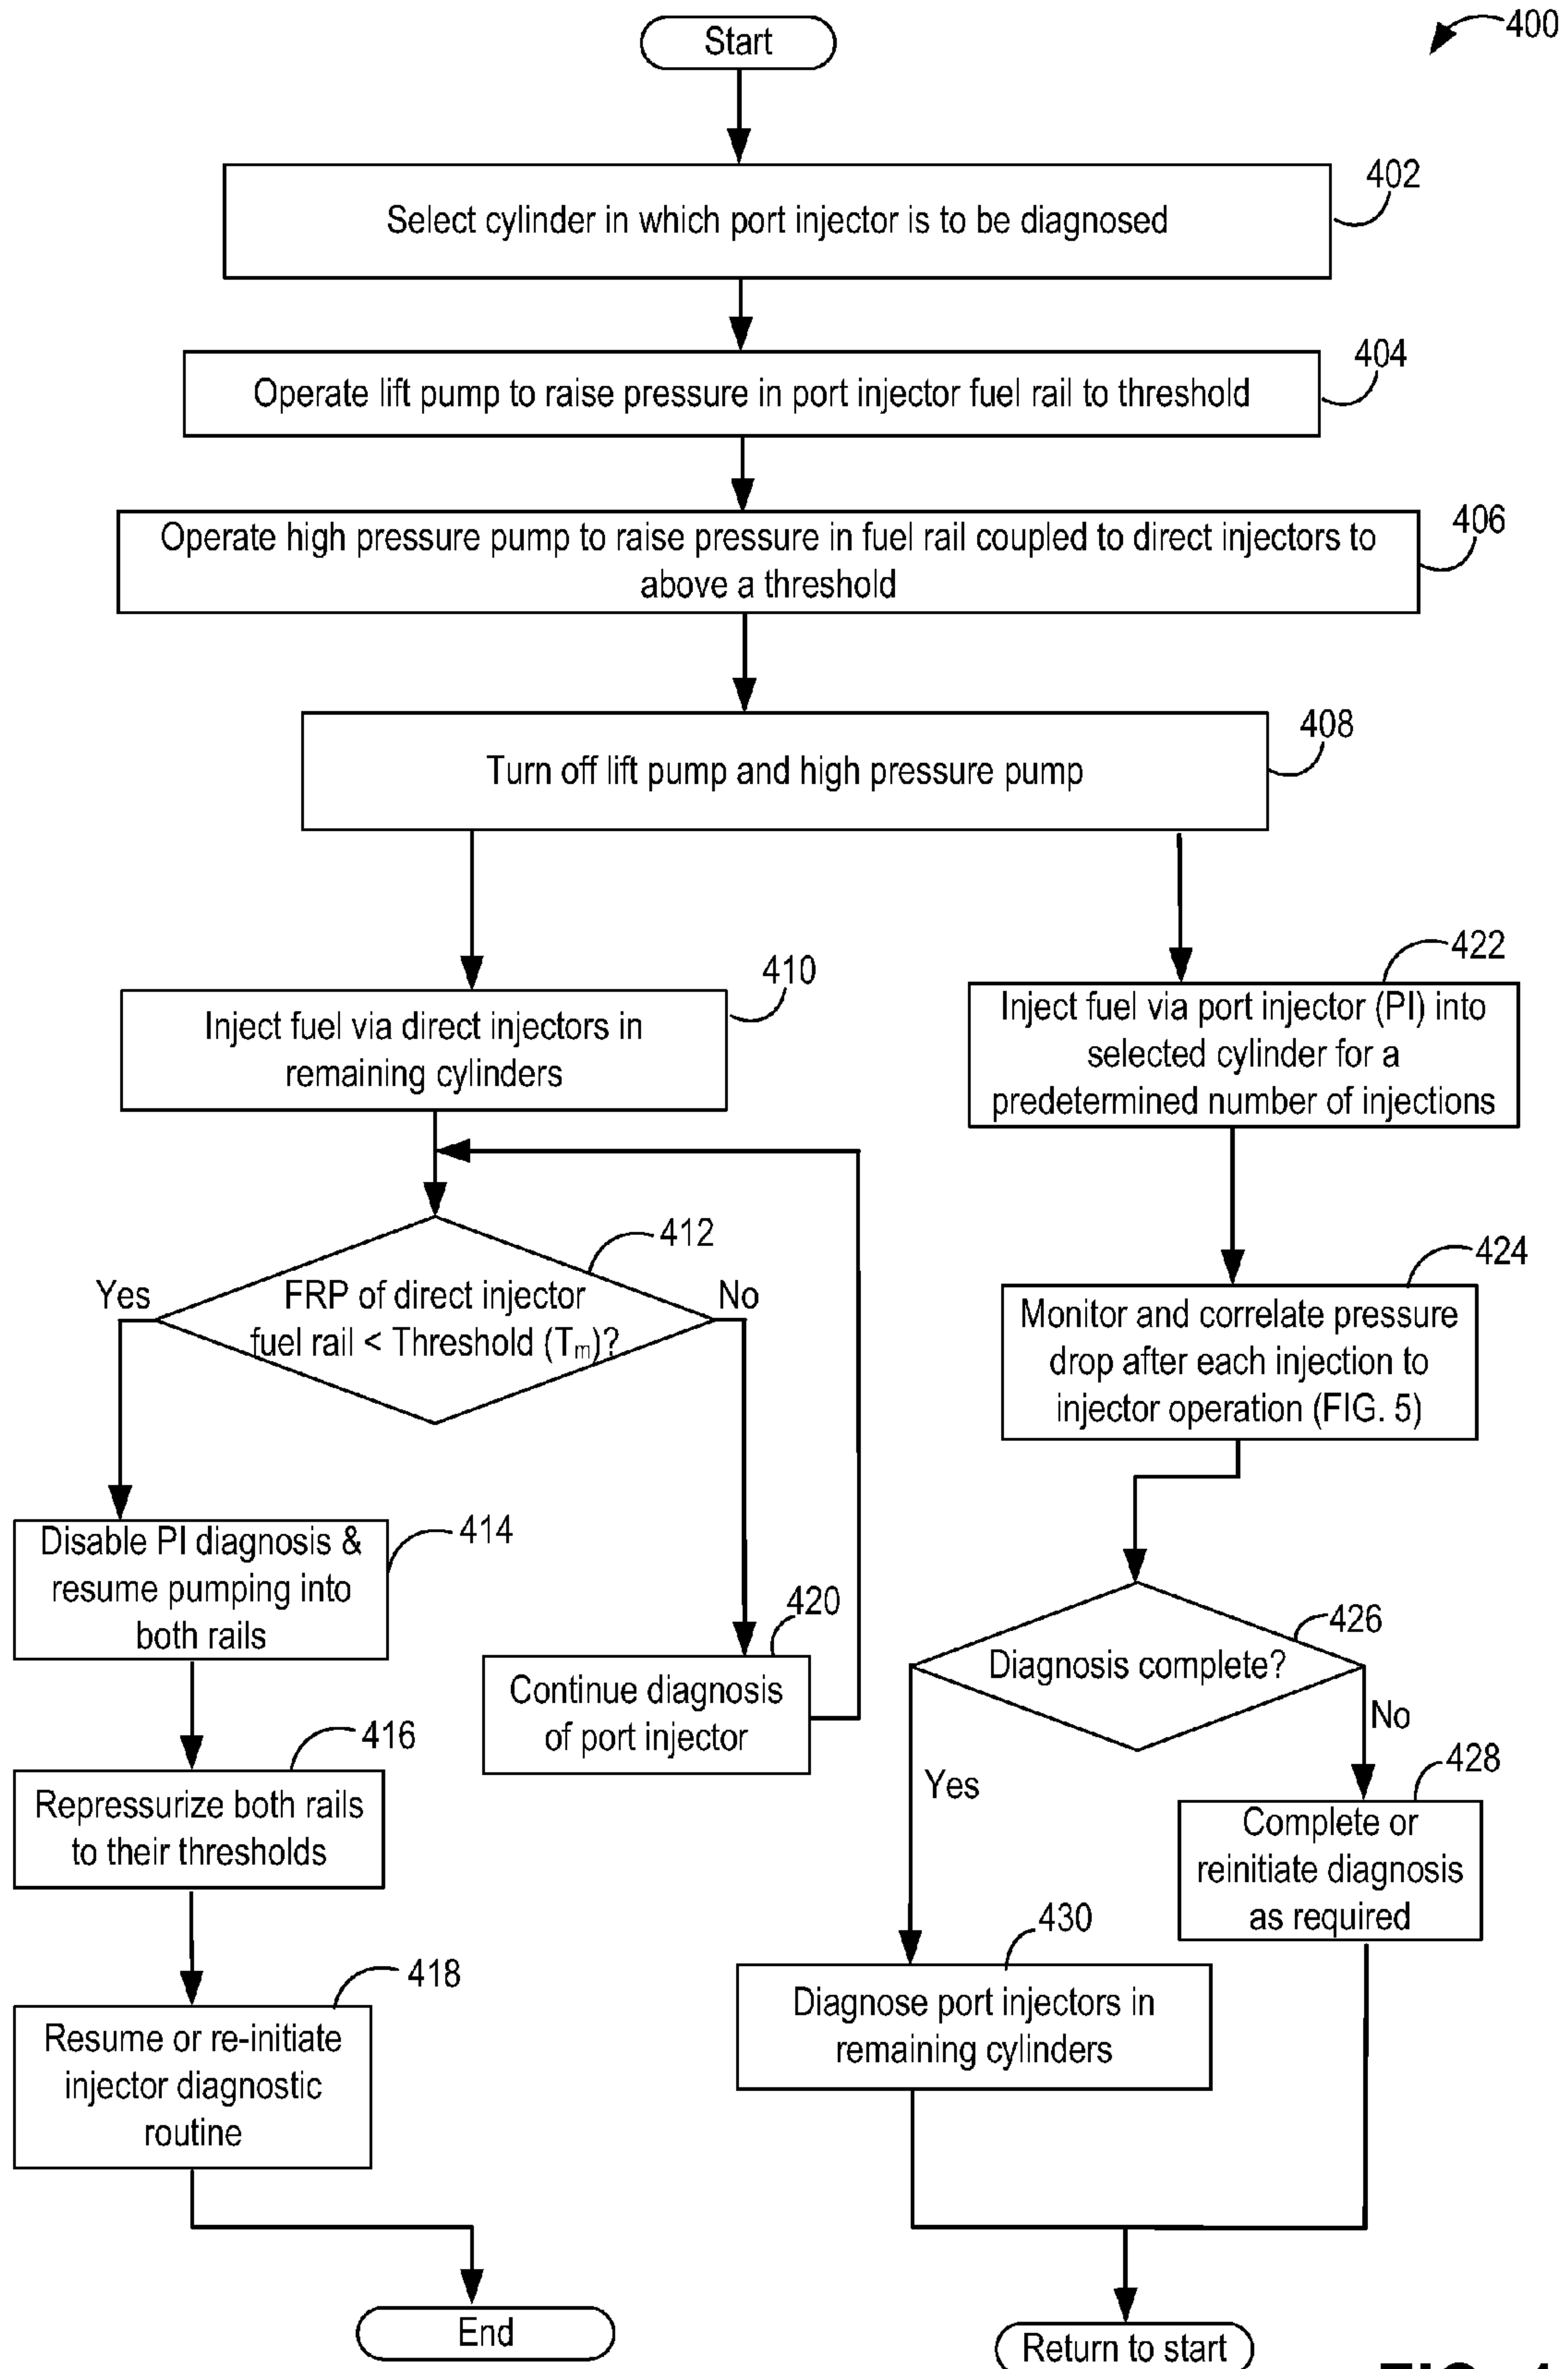 Start
400
402
Select cylinder in which port injector is to be diagnosed
404
Operate lift pump to raise pressure in port injector fuel rail to threshold
406
Operate high pressure pump to raise pressure in fuel rail coupled to direct injectors to
above a threshold
408
Turn off lift pump and high pressure pump
410
Inject fuel via direct injectors in
remaining cylinders
412
Yes
FRP of direct injector
fuel rail < Threshold (Tm)?
No
414
Disable PI diagnosis &
resume pumping into
both rails
416
Repressurize both rails
to their thresholds
418
Resume or re-initiate
injector diagnostic
routine
End
420
Continue diagnosis
of port injector
422
Inject fuel via port injector (PI) into
selected cylinder for a
predetermined number of injections
424
Monitor and correlate pressure
drop after each injection to
injector operation (FIG. 5)
426
Diagnosis complete?
No
Yes
428
Complete or
reinitiate diagnosis
as required
430
Diagnose port injectors in
remaining cylinders
Return to start